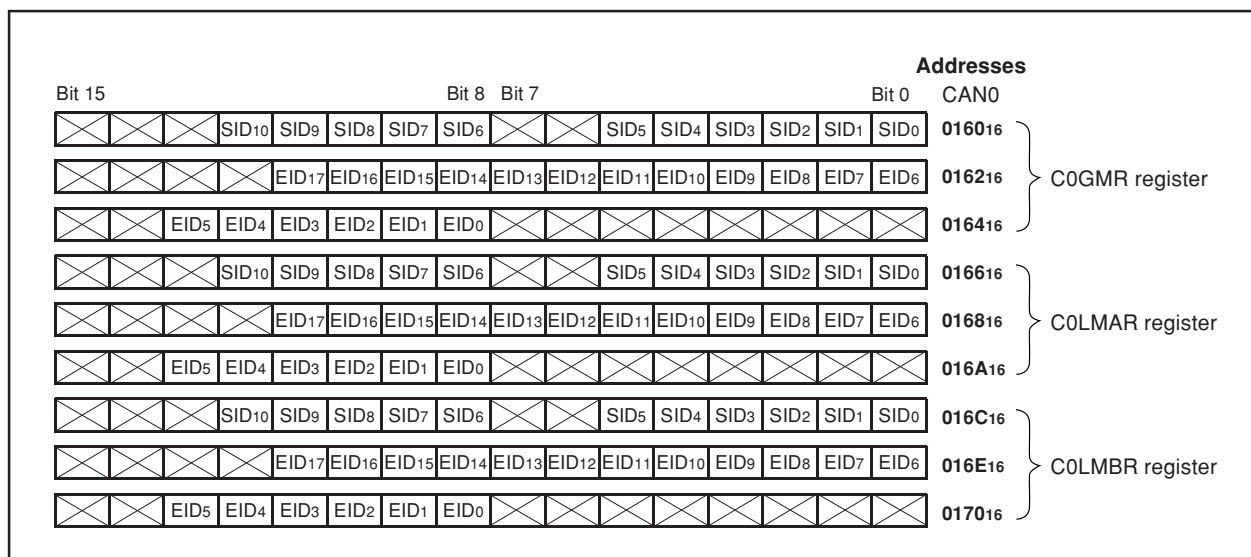 Addresses
Bit 15 Bit 8 Bit 7 Bit 0 CAN0
SID10 SID9 SID8 SID7 SID6 SID5 SID4 SID3 SID2 SID1 SID0 016016
EID17 EID16 EID15 EID14 EID13 EID12 EID11 EID10 EID9 EID8 EID7 EID6 016216 C0GMR register
EID5 EID4 EID3 EID2 EID1 EID0 016416
SID10 SID9 SID8 SID7 SID6 SID5 SID4 SID3 SID2 SID1 SID0 016616
EID17 EID16 EID15 EID14 EID13 EID12 EID11 EID10 EID9 EID8 EID7 EID6 016816 C0LMAR register
EID5 EID4 EID3 EID2 EID1 EID0 016A16
SID10 SID9 SID8 SID7 SID6 SID5 SID4 SID3 SID2 SID1 SID0 016C16
EID17 EID16 EID15 EID14 EID13 EID12 EID11 EID10 EID9 EID8 EID7 EID6 016E16 C0LMBR register
EID5 EID4 EID3 EID2 EID1 EID0 017016